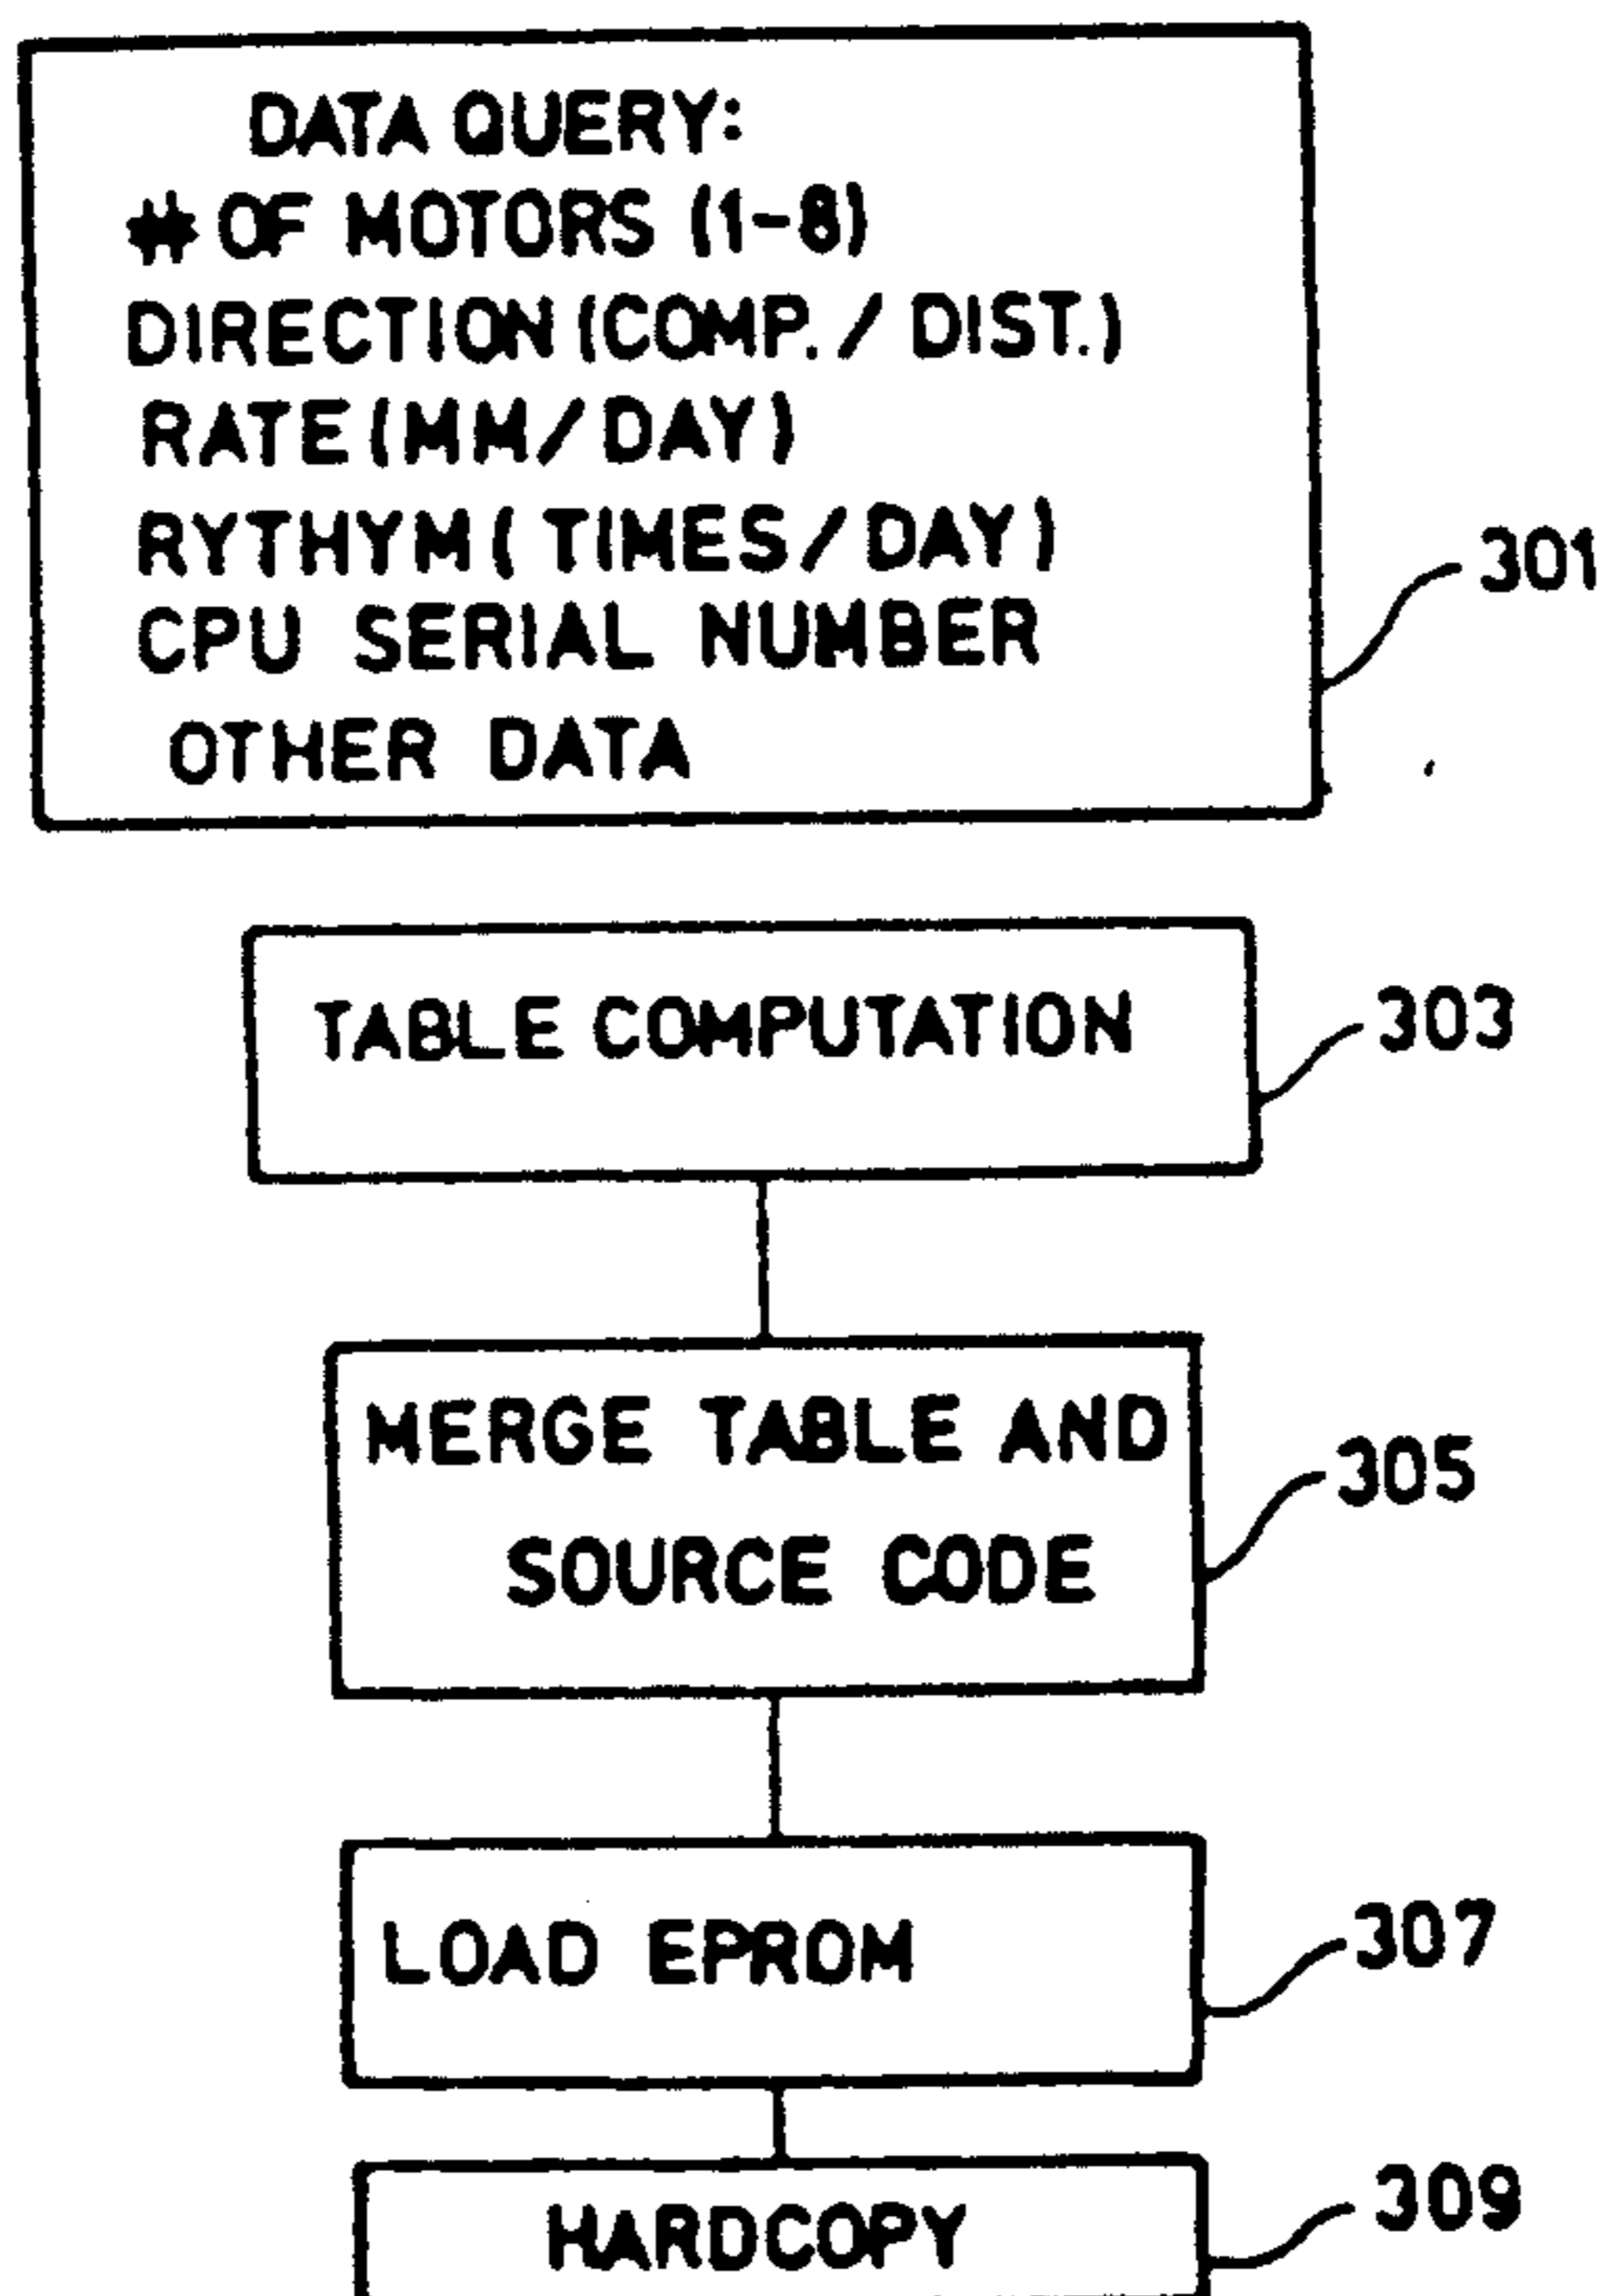 DATA QUERY:
# OF MOTORS (1-8)
DIRECTION (COMP. / DIST.)
RATE (MM/DAY)
RYTHYM ( TIMES/DAY)
CPU SERIAL NUMBER
OTHER DATA
301
TABLE COMPUTATION
303
MERGE TABLE AND
SOURCE CODE
305
LOAD EPROM
307
HARDCOPY
309